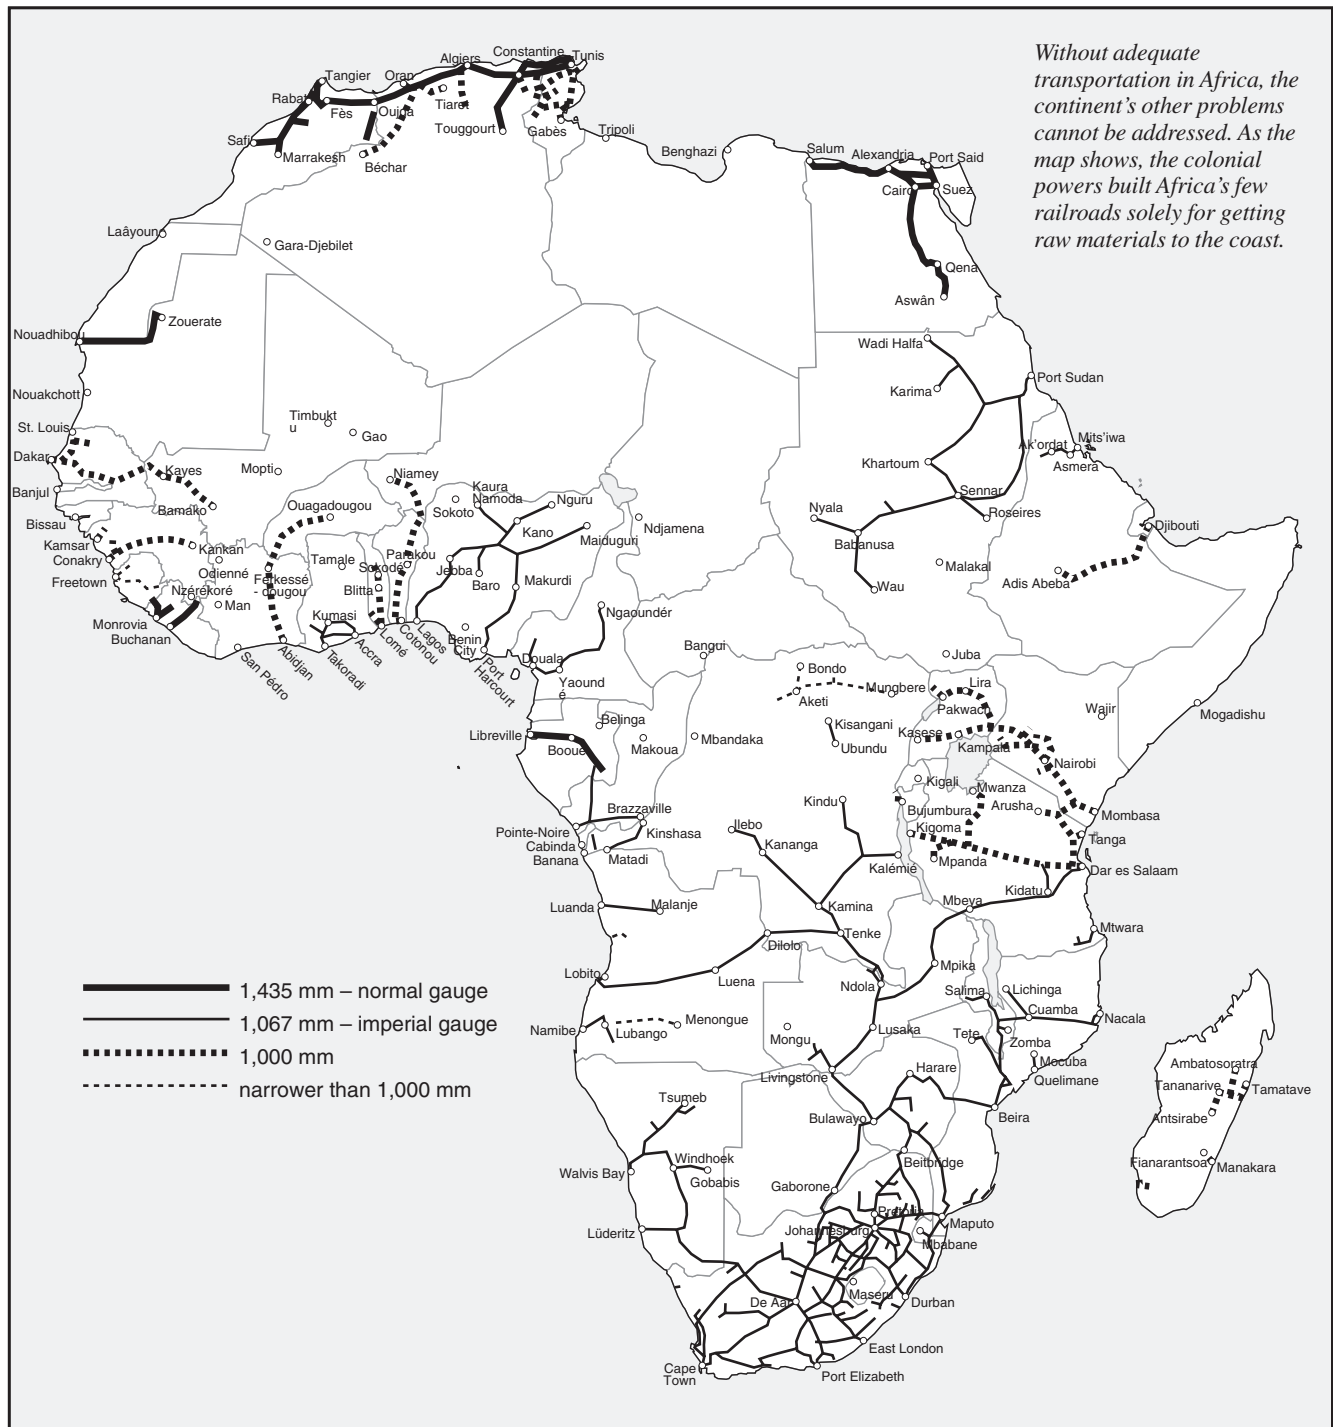 Without adequate
transportation in Africa, the
continent's other problems
cannot be addressed. As the
map shows, the colonial
powers built Africa's few
railroads solely for getting
raw materials to the coast.
Tangier
Oran
Algiers
Constantine
Tunis
Rabat
Fès
Oujda
Tiaret
Safi
Touggourt
Gabès
Tripoli
Marrakesh
Béchar
Benghazi
Salum
Alexandria
Port Said
Cairo
Suez
Laâyoun
Gara-Djebilet
Qena
Aswân
Zouerate
Nouadhibou
Wadi Halfa
Nouakchott
Karima
Port Sudan
St. Louis
Timbukt
u
Gao
Dakar
Kayes
Mopti
Niamey
Khartoum
Ak'ordat
Mits'iwa
Asmera
Banjul
Bamako
Ouagadougou
Kaura
Namoda
Sokoto
Nguru
Sennar
Bissau
Kano
Ndjamena
Nyala
Roseires
Djibouti
Kamsar
Conakry
Kankan
Odienné
Tamale
Parakou
Sokodé
Maiduguri
Babanusa
Freetown
Ferkessé
- dougou
Blitta
Jebba
Baro
Makurdi
Malakal
Adis Abeba
Nzérékoré
Man
Wau
Monrovia
Buchanan
Kumasi
Ngaoundér
San Pédro
Abidjan
Takoradi
Accra
Lomé
Cotonou
Lagos
Benin
City
Port
Harcourt
Douala
Yaound
é
Bangui
Juba
Bondo
Aketi
Mungbere
Lira
Pakwach
Wajir
Mogadishu
Libreville
Belinga
Booue
Makoua
Mbandaka
Kisangani
Ubundu
Kasese
Kampala
Nairobi
Kigali
Mwanza
Bujumbura
Arusha
Mombasa
Brazzaville
Kindu
Pointe-Noire
Cabinda
Banana
Kinshasa
Matadi
Ilebo
Kananga
Kigoma
Tanga
Kalémié
Mpanda
Dar es Salaam
Kidatu
Luanda
Malanje
Kamina
Mbeya
Mtwara
Dilolo
Tenke
Lobito
Luena
Mpika
Ndola
Salima
Lichinga
Cuamba
Nacala
1,435 mm – normal gauge
1,067 mm – imperial gauge
1,000 mm
narrower than 1,000 mm
Namibe
Lubango
Menongue
Mongu
Lusaka
Tete
Zomba
Mocuba
Quelimane
Livingstone
Harare
Ambatosoratra
Tananarive
Tamatave
Tsumeb
Bulawayo
Beira
Antsirabe
Walvis Bay
Windhoek
Gobabis
Beitbridge
Fianarantsoa
Manakara
Gaborone
Lüderitz
Pretoria
Johannesburg
Maputo
Mbabane
De Aar
Maseru
Durban
East London
Cape
Town
Port Elizabeth